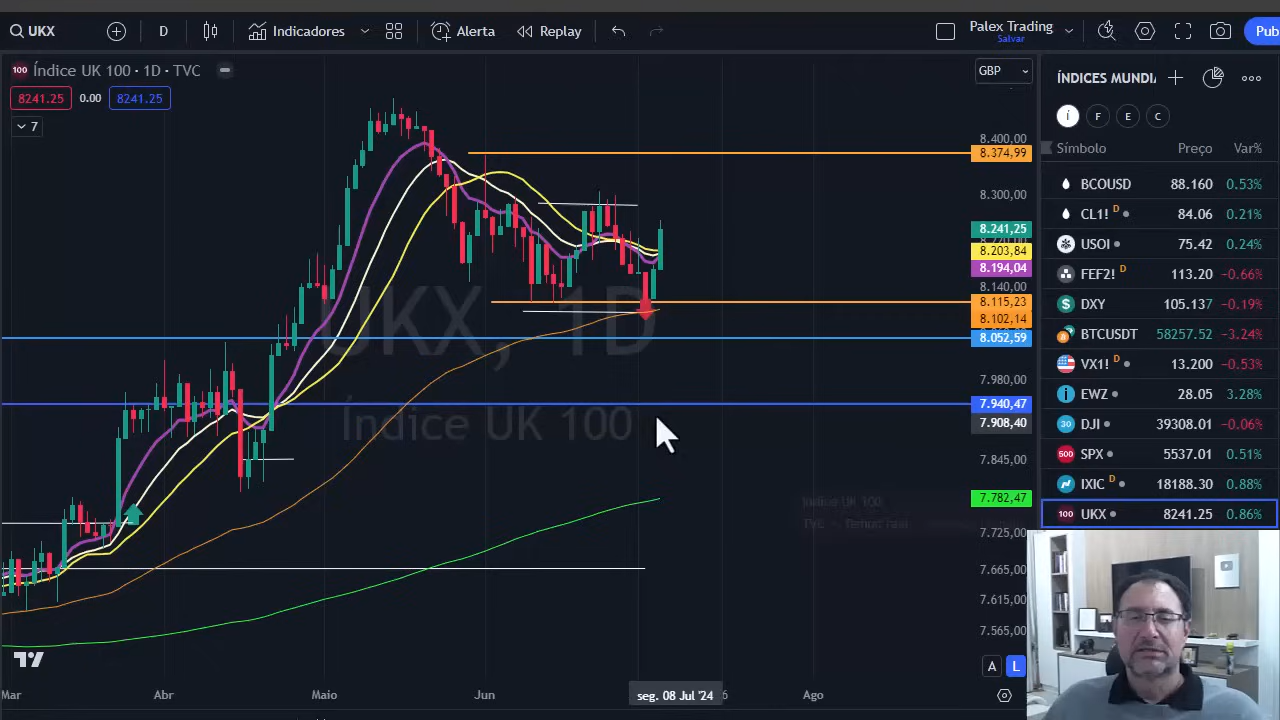 UKX
D
Indicadores
Alerta
Replay
Palex Trading
Salvar
Pub
100 Índice UK 100 · 1D · TVC
GBP
8241.25 0.00 8241.25
7
8.400,00
8.374,99
8.300,00
8.241,25
8.203,84
8.194,04
8.140,00
8.115,23
8.102,14
8.052,59
7.980,00
7.940,47
7.908,40
7.845,00
7.782,47
7.725,00
7.665,00
7.615,00
7.565,00
UKX, 1D
Índice UK 100
Índice UK 100
A L
Mar Abr Maio Jun seg. 08 Jul '24 6 Ago
ÍNDICES MUNDIA
i F E C
Símbolo Preço Var%
BCOUSD 88.160 0.53%
CL1! D 84.06 0.21%
USOI 75.42 0.24%
FEF2! D 113.20 −0.66%
$ DXY 105.137 −0.19%
BTCUSDT 58257.52 −3.24%
VX1! D 13.200 −0.53%
EWZ 28.05 3.28%
30 DJI 39308.01 −0.06%
500 SPX 5537.01 0.51%
IXIC D 18188.30 0.88%
100 UKX 8241.25 0.86%